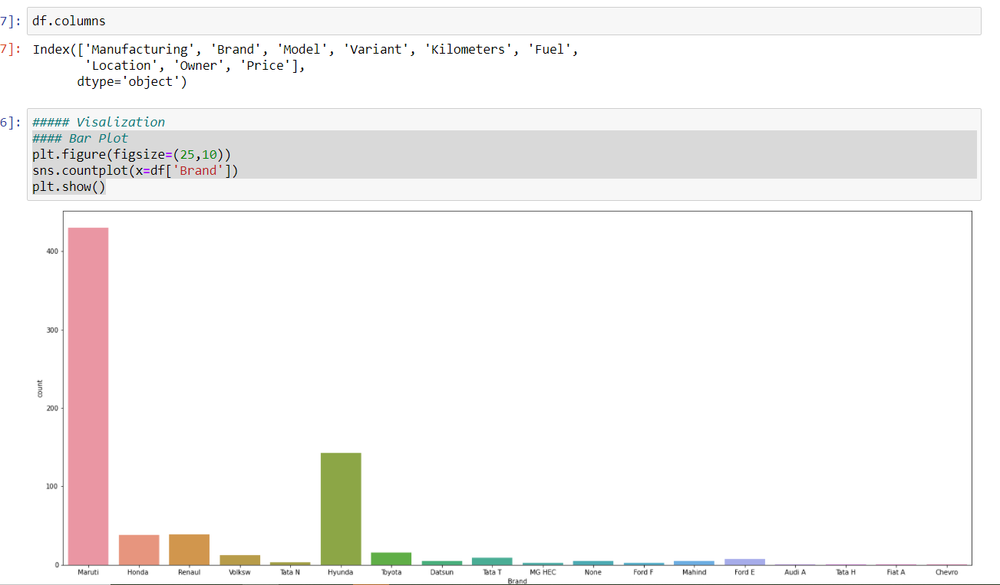 7]: df.columns
7]: Index(['Manufacturing', 'Brand', 'Model', 'Variant', 'Kilometers', 'Fuel',
'Location', 'Owner', 'Price'],
dtype='object')
6]: ##### Visalization
#### Bar Plot
plt.figure(figsize=(25,10))
sns.countplot(x=df['Brand'])
plt.show()
400
300
200
100
0
count
Maruti Honda Renaul Volksw Tata N Hyunda Toyota Datsun Tata T MG HEC None Ford F Mahind Ford E Audi A Tata H Fiat A Chevro
Brand